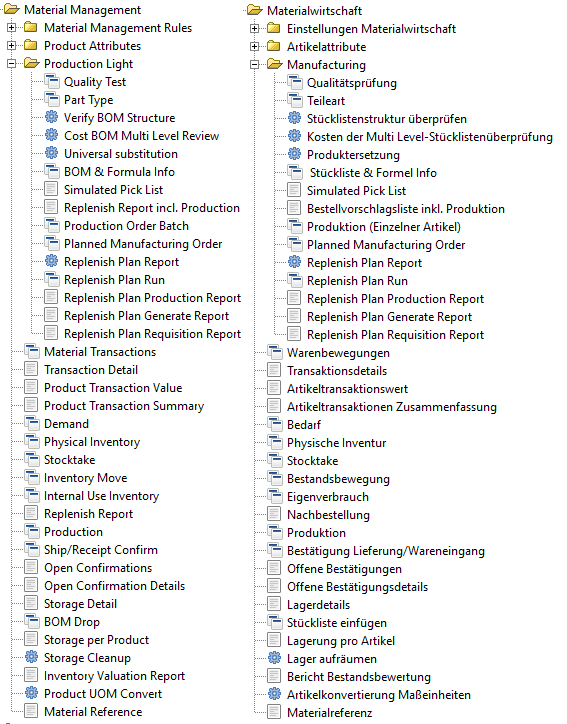 Material Management
Material Management Rules
Product Attributes
Production Light
Quality Test
Part Type
Verify BOM Structure
Cost BOM Multi Level Review
Universal substitution
BOM & Formula Info
Simulated Pick List
Replenish Report incl. Production
Production Order Batch
Planned Manufacturing Order
Replenish Plan Report
Replenish Plan Run
Replenish Plan Production Report
Replenish Plan Generate Report
Replenish Plan Requisition Report
Material Transactions
Transaction Detail
Product Transaction Value
Product Transaction Summary
Demand
Physical Inventory
Stocktake
Inventory Move
Internal Use Inventory
Replenish Report
Production
Ship/Receipt Confirm
Open Confirmations
Open Confirmation Details
Storage Detail
BOM Drop
Storage per Product
Storage Cleanup
Inventory Valuation Report
Product UOM Convert
Material Reference
Materialwirtschaft
Einstellungen Materialwirtschaft
Artikelattribute
Manufacturing
Qualitätsprüfung
Teileart
Stücklistenstruktur überprüfen
Kosten der Multi Level-Stücklistenüberprüfung
Produktersetzung
Stückliste & Formel Info
Simulated Pick List
Bestellvorschlagsliste inkl. Produktion
Produktion (Einzelner Artikel)
Planned Manufacturing Order
Replenish Plan Report
Replenish Plan Run
Replenish Plan Production Report
Replenish Plan Generate Report
Replenish Plan Requisition Report
Warenbewegungen
Transaktionsdetails
Artikeltransaktionswert
Artikeltransaktionen Zusammenfassung
Bedarf
Physische Inventur
Stocktake
Bestandsbewegung
Eigenverbrauch
Nachbestellung
Produktion
Bestätigung Lieferung/Wareneingang
Offene Bestätigungen
Offene Bestätigungsdetails
Lagerdetails
Stückliste einfügen
Lagerung pro Artikel
Lager aufräumen
Bericht Bestandsbewertung
Artikelkonvertierung Maßeinheiten
Materialreferenz